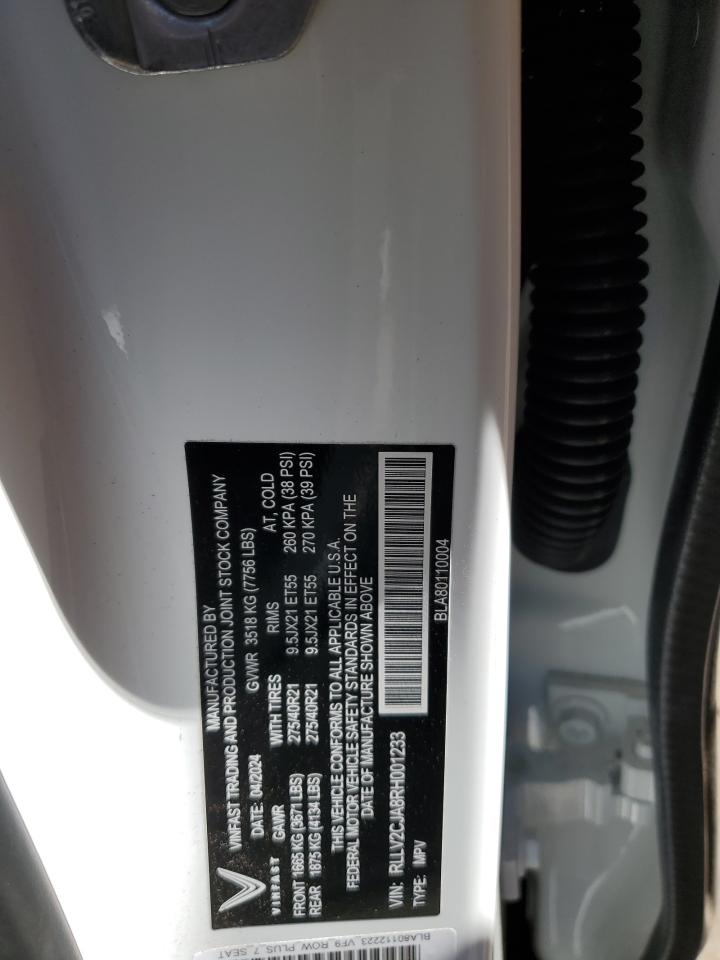 MANUFACTURED BY
VINFAST TRADING AND PRODUCTION JOINT STOCK COMPANY
DATE: 04/2024 GVWR 3518 KG (7756 LBS)
VINFAST
GAWR WITH TIRES RIMS AT, COLD
FRONT 1665 KG (3671 LBS) 275/40R21 9.5JX21 ET55 260 KPA (38 PSI)
REAR 1875 KG (4134 LBS) 275/40R21 9.5JX21 ET55 270 KPA (39 PSI)
THIS VEHICLE CONFORMS TO ALL APPLICABLE U.S.A.
FEDERAL MOTOR VEHICLE SAFETY STANDARDS IN EFFECT ON THE
DATE OF MANUFACTURE SHOWN ABOVE
VIN: RLLV2CJA8RH001233
TYPE: MPV
BLA80110004
BLA80112223_VF9_ROW_PLUS_7_SEAT